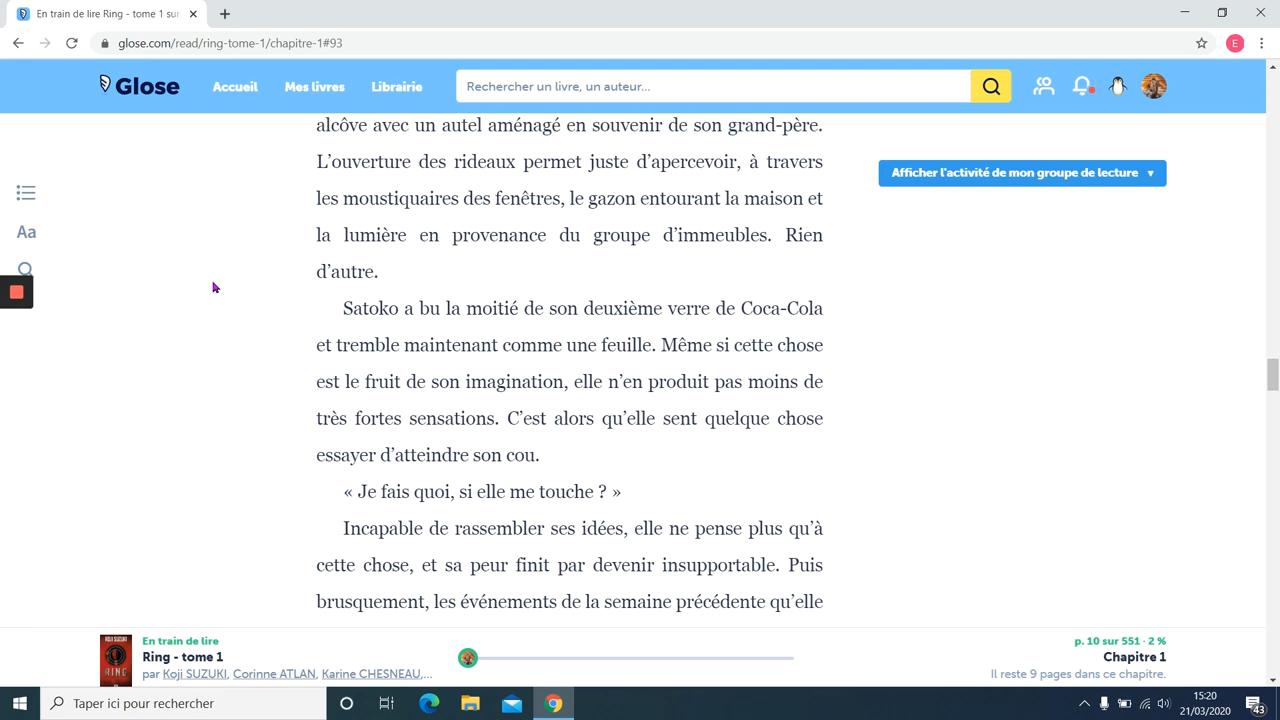 En train de lire Ring - tome 1 sur
glose.com/read/ring-tome-1/chapitre-1#93
E
Glose
Accueil
Mes livres
Librairie
Rechercher un livre, un auteur...
alcôve avec un autel aménagé en souvenir de son grand-père.
L’ouverture des rideaux permet juste d’apercevoir, à travers
les moustiquaires des fenêtres, le gazon entourant la maison et
la lumière en provenance du groupe d’immeubles. Rien
d’autre.
Afficher l'activité de mon groupe de lecture
Aa
Satoko a bu la moitié de son deuxième verre de Coca-Cola
et tremble maintenant comme une feuille. Même si cette chose
est le fruit de son imagination, elle n’en produit pas moins de
très fortes sensations. C’est alors qu’elle sent quelque chose
essayer d’atteindre son cou.
« Je fais quoi, si elle me touche ? »
Incapable de rassembler ses idées, elle ne pense plus qu’à
cette chose, et sa peur finit par devenir insupportable. Puis
brusquement, les événements de la semaine précédente qu’elle
KOJI SUZUKI
RING
En train de lire
Ring - tome 1
par Koji SUZUKI, Corinne ATLAN, Karine CHESNEAU,...
p. 10 sur 551 · 2 %
Chapitre 1
Il reste 9 pages dans ce chapitre.
Taper ici pour rechercher
15:20
21/03/2020
43